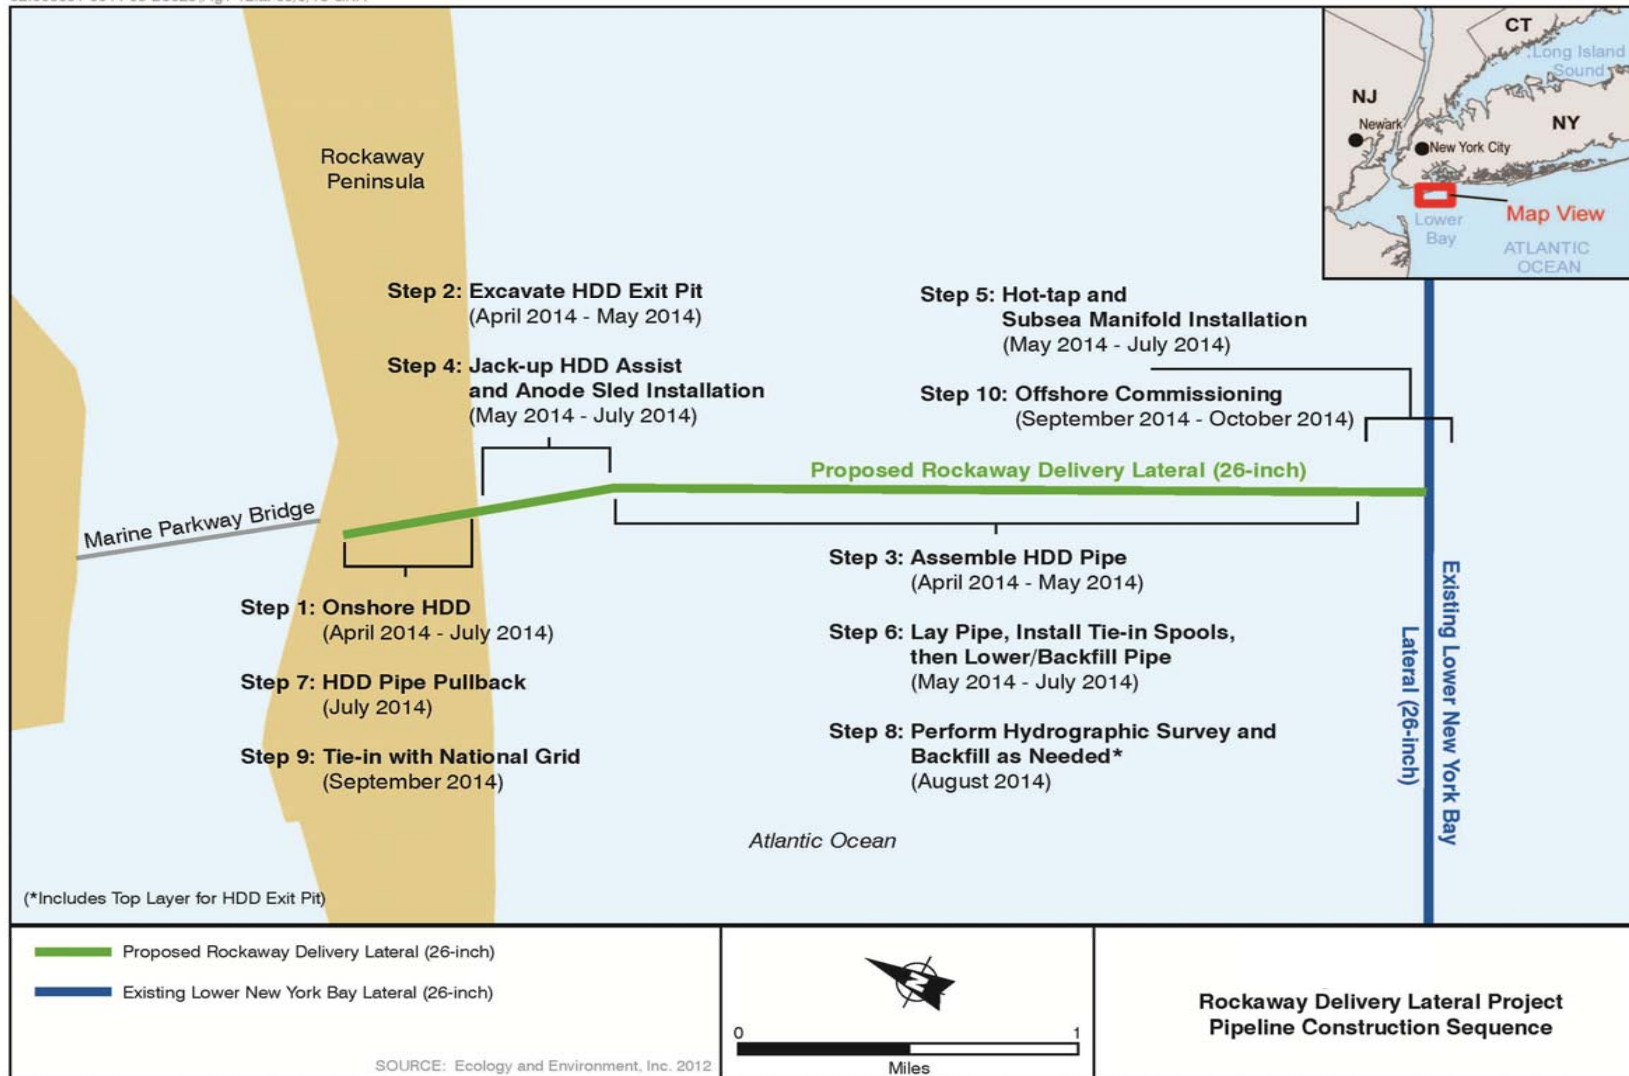 CT
Long Island
Sound
NJ
Newark
NY
New York City
Map View
Lower
Bay
ATLANTIC
OCEAN
Rockaway
Peninsula
Step 2: Excavate HDD Exit Pit
(April 2014 - May 2014)
Step 4: Jack-up HDD Assist
and Anode Sled Installation
(May 2014 - July 2014)
Step 5: Hot-tap and
Subsea Manifold Installation
(May 2014 - July 2014)
Step 10: Offshore Commissioning
(September 2014 - October 2014)
Proposed Rockaway Delivery Lateral (26-inch)
Marine Parkway Bridge
Step 1: Onshore HDD
(April 2014 - July 2014)
Step 7: HDD Pipe Pullback
(July 2014)
Step 9: Tie-in with National Grid
(September 2014)
Step 3: Assemble HDD Pipe
(April 2014 - May 2014)
Step 6: Lay Pipe, Install Tie-in Spools,
then Lower/Backfill Pipe
(May 2014 - July 2014)
Step 8: Perform Hydrographic Survey and
Backfill as Needed*
(August 2014)
Existing Lower New York Bay
Lateral (26-inch)
Atlantic Ocean
(*Includes Top Layer for HDD Exit Pit)
Proposed Rockaway Delivery Lateral (26-inch)
Existing Lower New York Bay Lateral (26-inch)
SOURCE: Ecology and Environment, Inc. 2012
N
0 1
Miles
Rockaway Delivery Lateral Project
Pipeline Construction Sequence